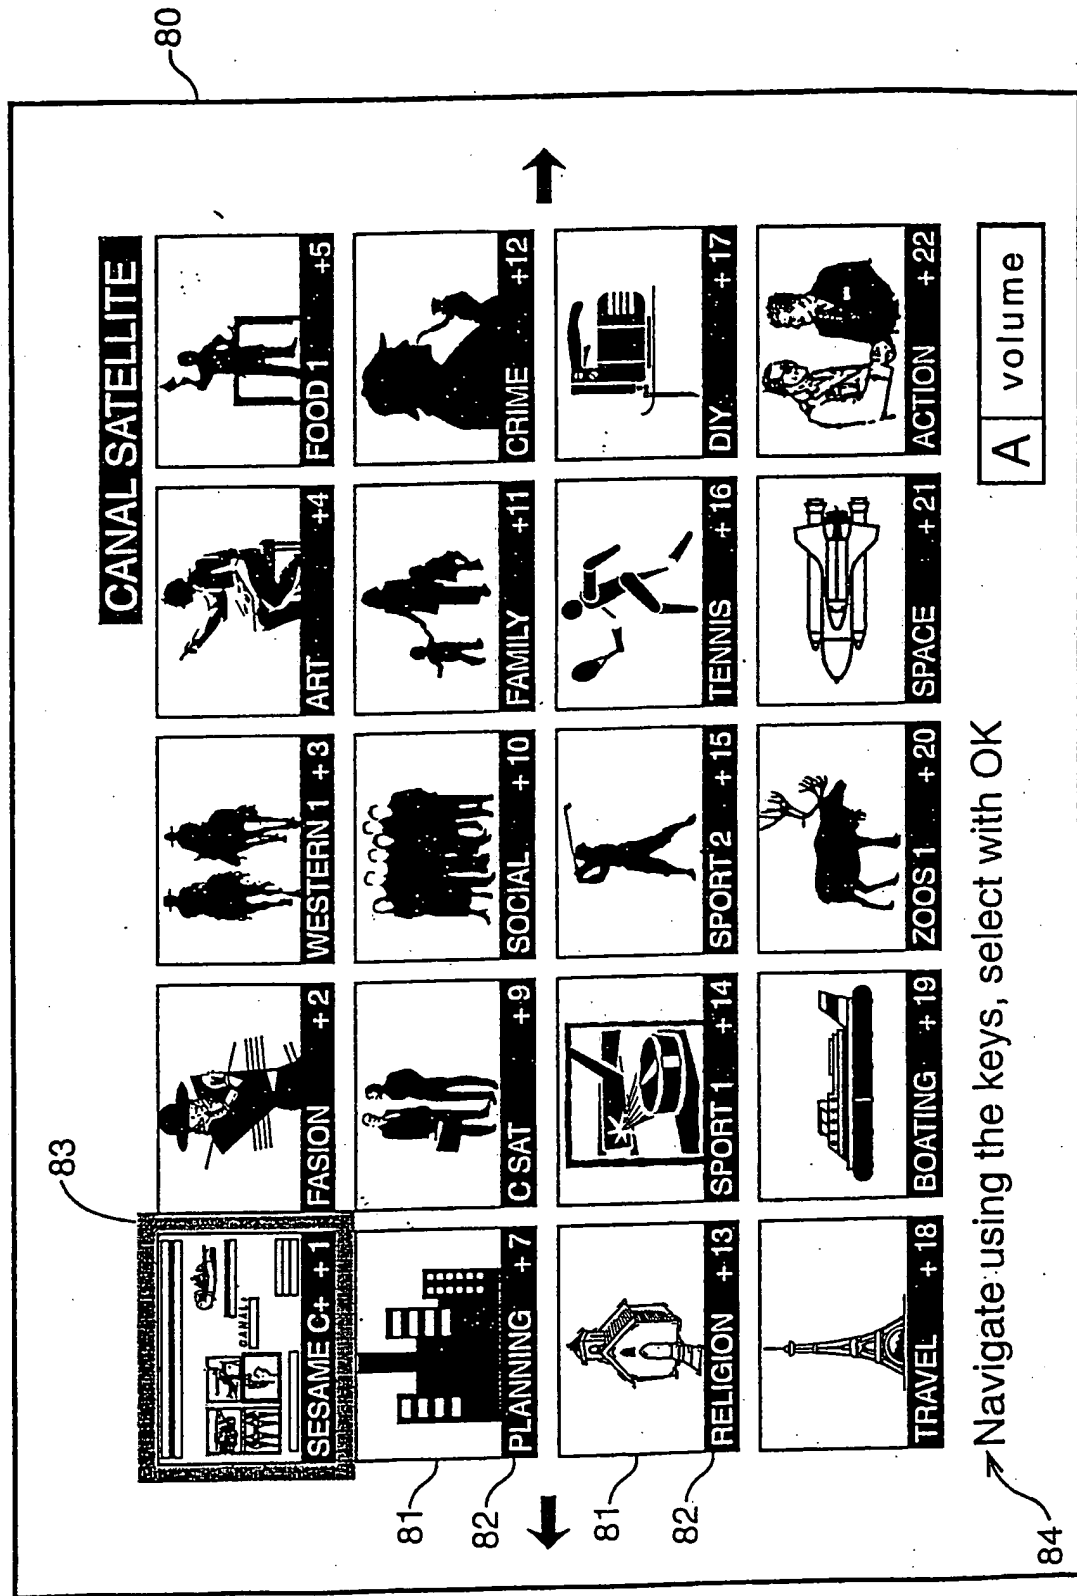 80
CANAL SATELLITE
83
CANAL+
SESAME C+ +1
FASION +2
WESTERN 1 +3
ART +4
FOOD 1 +5
81
82
PLANNING +7
C SAT +9
SOCIAL +10
FAMILY +11
CRIME +12
81
82
RELIGION +13
SPORT 1 +14
SPORT 2 +15
TENNIS +16
DIY +17
TRAVEL +18
BOATING +19
ZOOS 1 +20
SPACE +21
ACTION +22
84
Navigate using the keys, select with OK
A volume